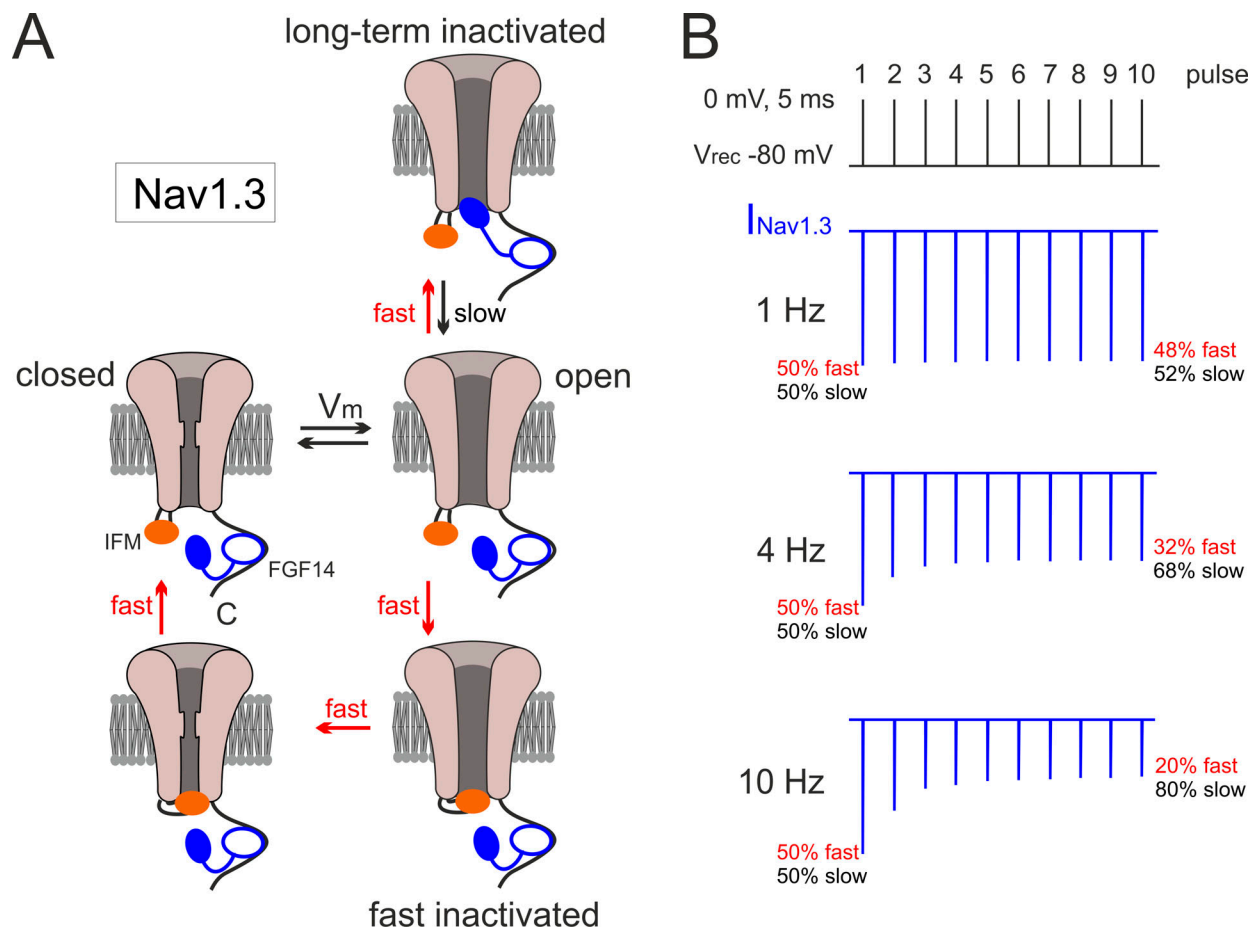 A
long-term inactivated
Nav1.3
fast
slow
closed
open
Vm
IFM
FGF14
C
fast
fast
fast
fast inactivated
B
1 2 3 4 5 6 7 8 9 10 pulse
0 mV, 5 ms
Vrec -80 mV
INav1.3
1 Hz
50% fast
50% slow
48% fast
52% slow
4 Hz
50% fast
50% slow
32% fast
68% slow
10 Hz
50% fast
50% slow
20% fast
80% slow